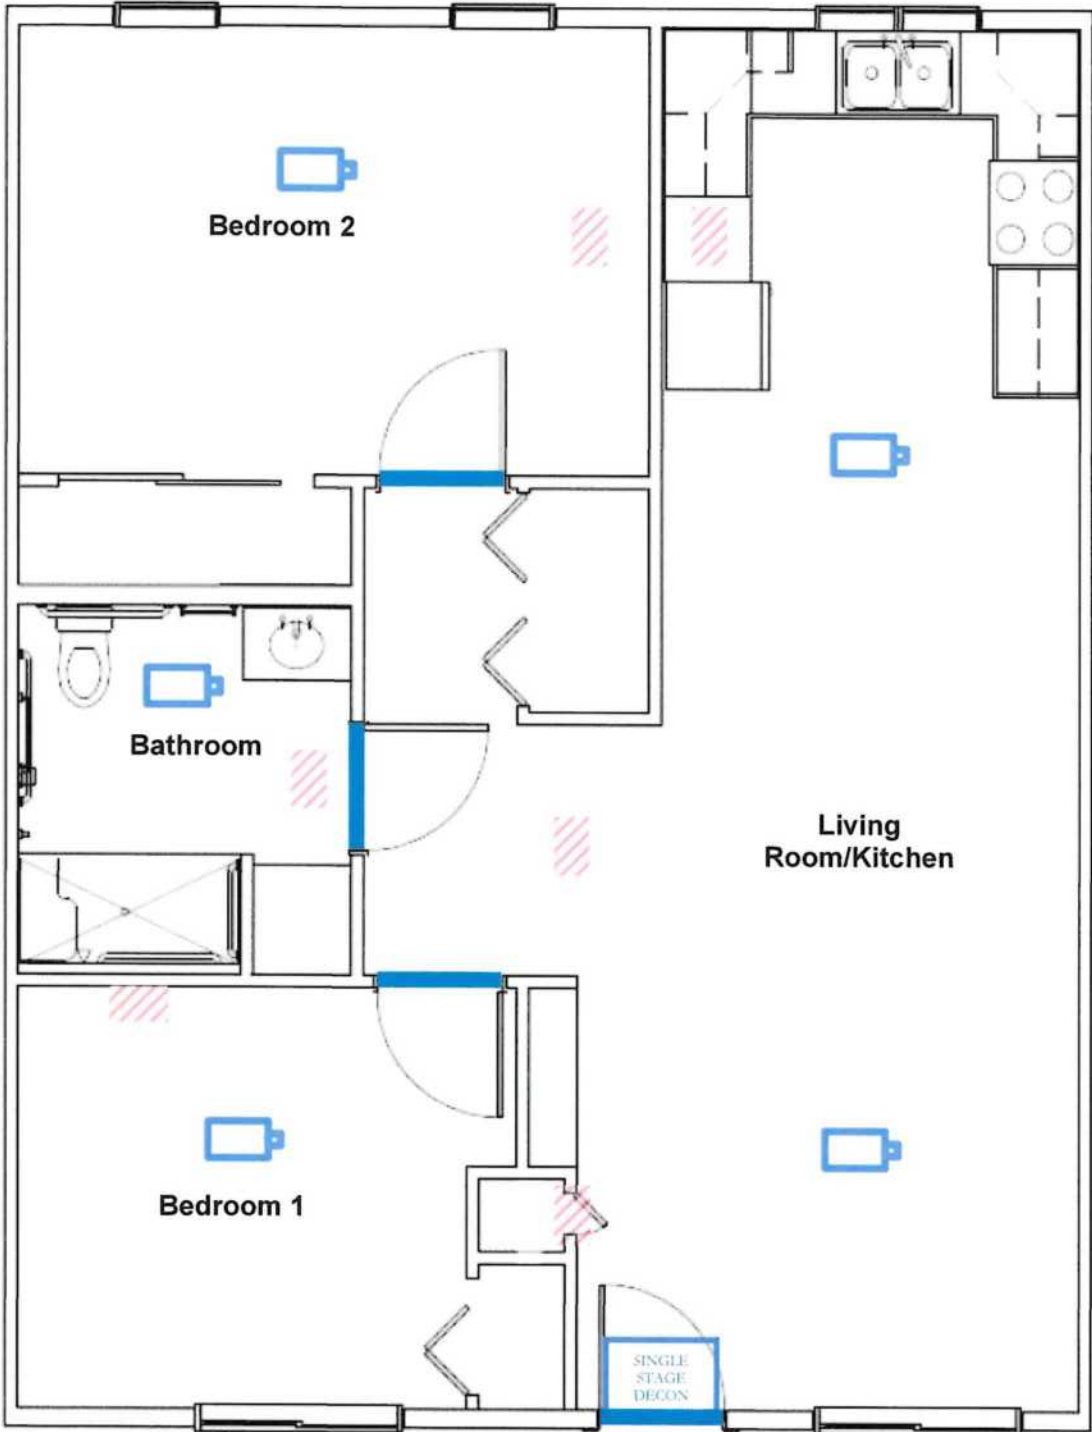 Bedroom 2
Bathroom
Living
Room/Kitchen
Bedroom 1
SINGLE
STAGE
DECON